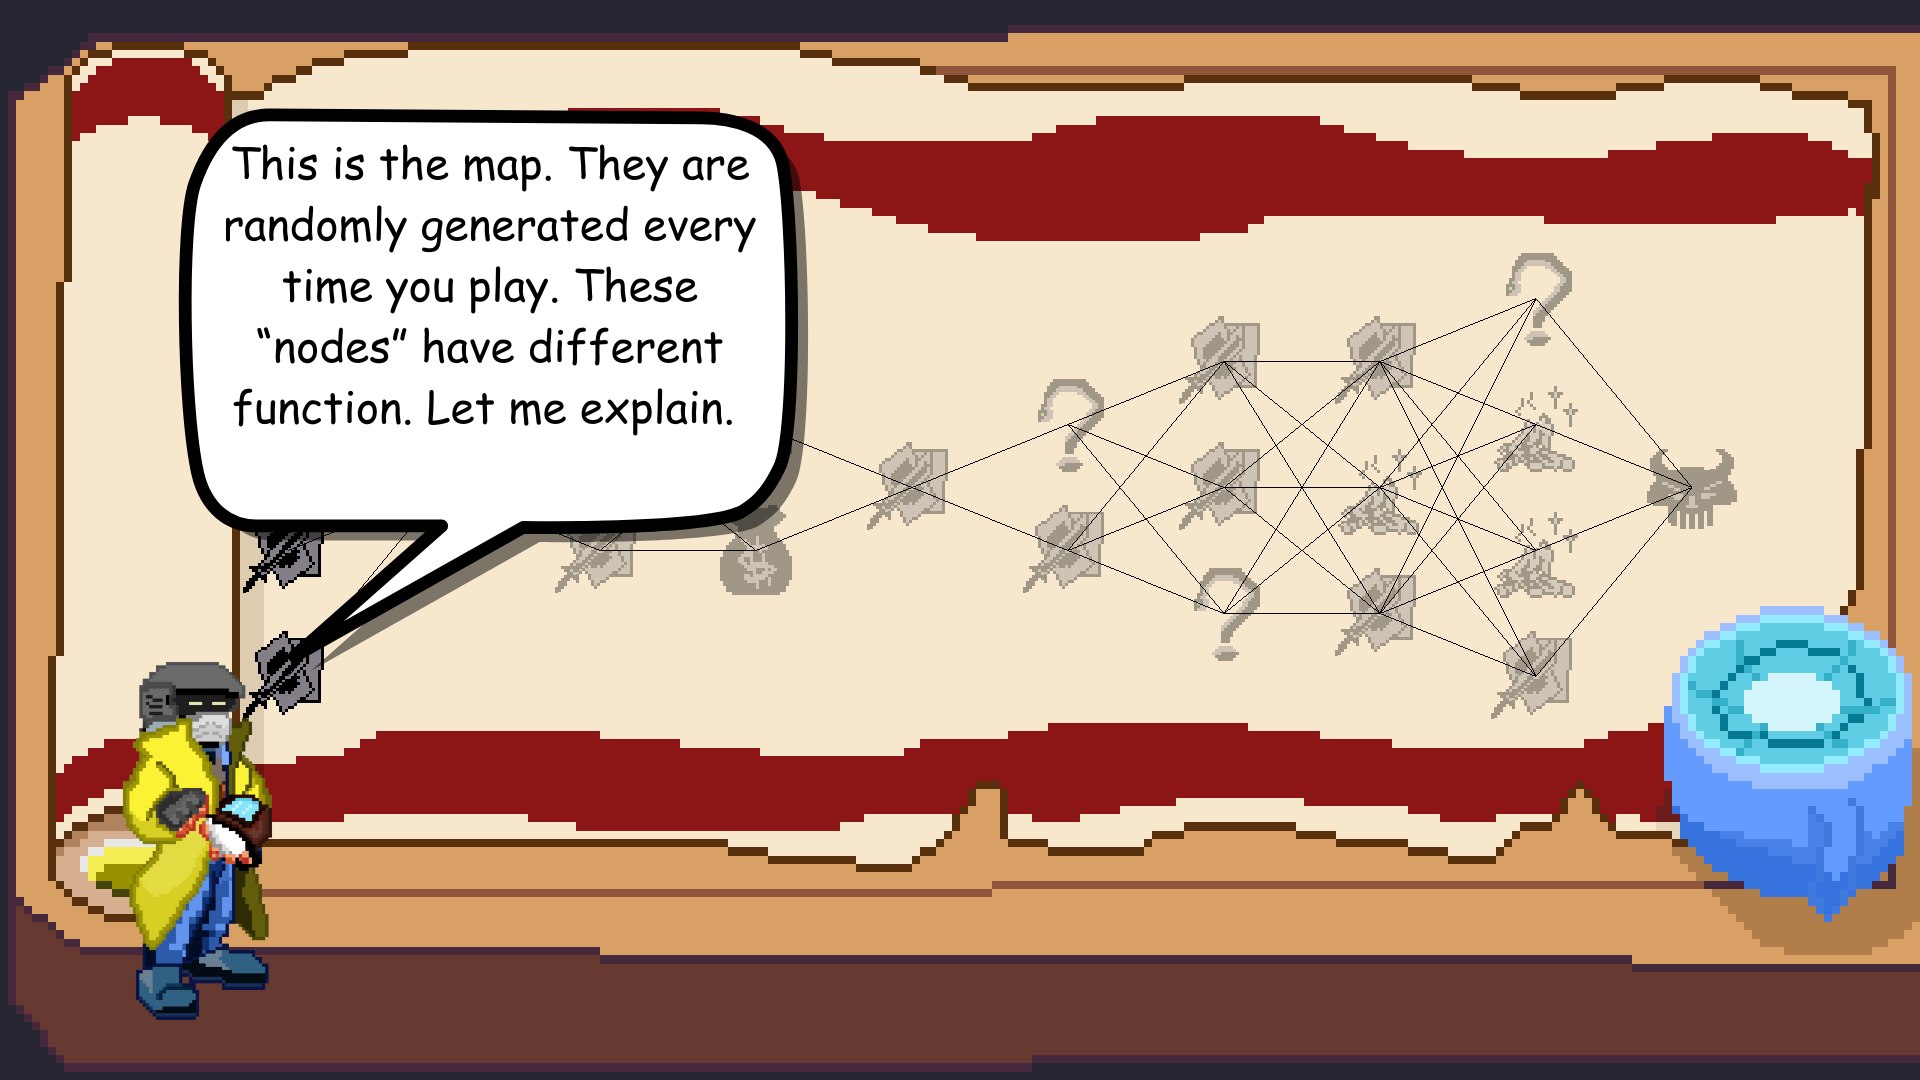 This is the map. They are
randomly generated every
time you play. These
“nodes” have different
function. Let me explain.